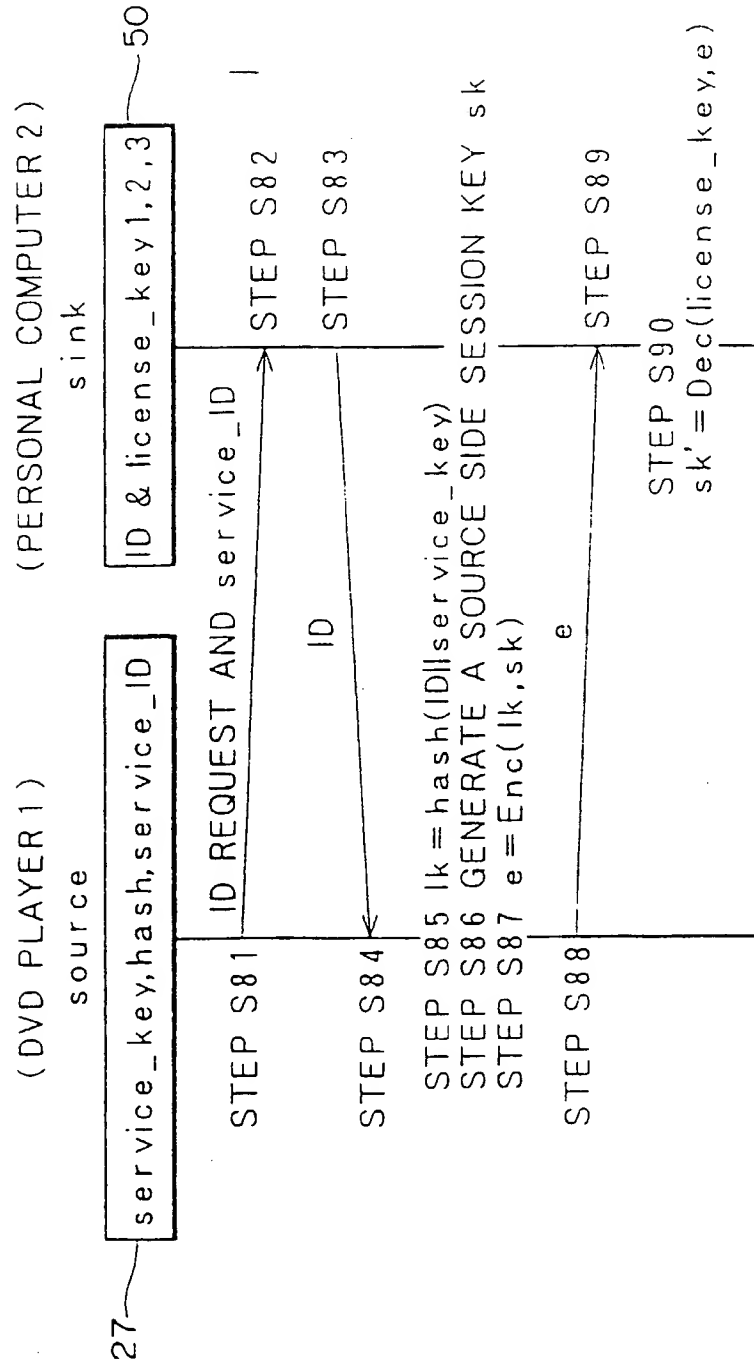 (DVD PLAYER 1)
source
(PERSONAL COMPUTER 2)
sink
27
service_key,hash,service_ID
ID & license_key1,2,3
50
ID REQUEST AND service_ID
STEP S81
STEP S82
ID
STEP S83
STEP S84
STEP S85 lk=hash(ID||service_key)
STEP S86 GENERATE A SOURCE SIDE SESSION KEY sk
STEP S87 e=Enc(lk,sk)
e
STEP S88
STEP S89
STEP S90
sk'=Dec(license_key,e)